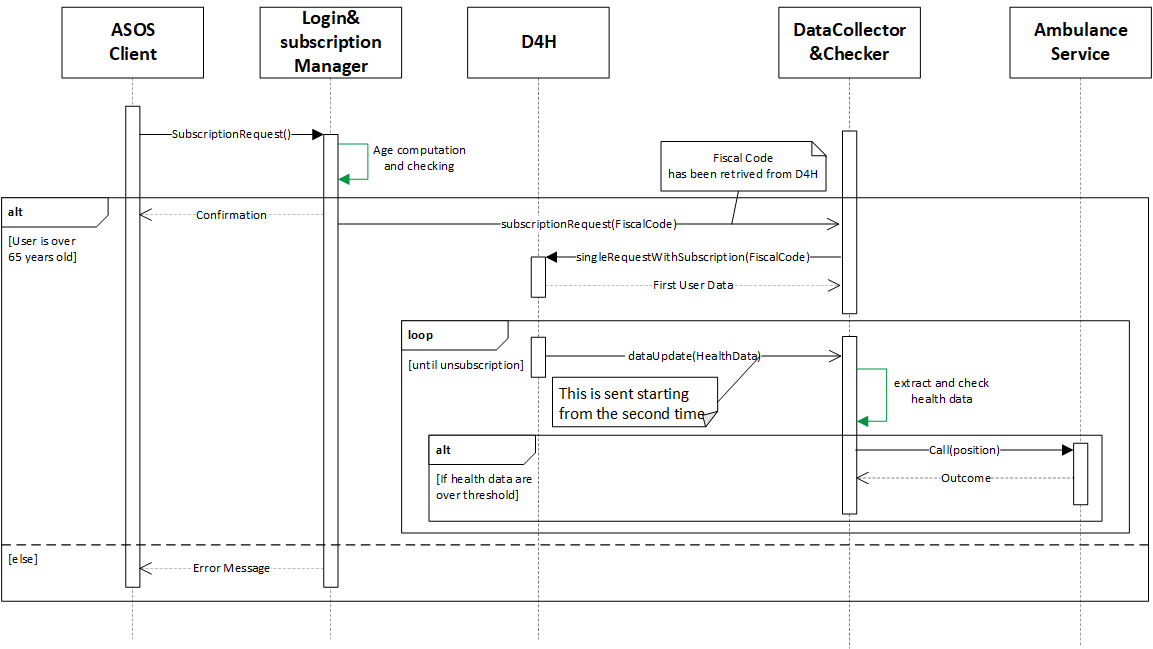 ASOS
Client
Login&
subscription
Manager
D4H
DataCollector
&Checker
Ambulance
Service
SubscriptionRequest()
Age computation
and checking
Fiscal Code
has been retrived from D4H
alt
[User is over
65 years old]
Confirmation
subscriptionRequest(FiscalCode)
singleRequestWithSubscription(FiscalCode)
First User Data
loop
[until unsubscription]
dataUpdate(HealthData)
This is sent starting
from the second time
extract and check
health data
alt
[If health data are
over threshold]
Call(position)
Outcome
[else]
Error Message